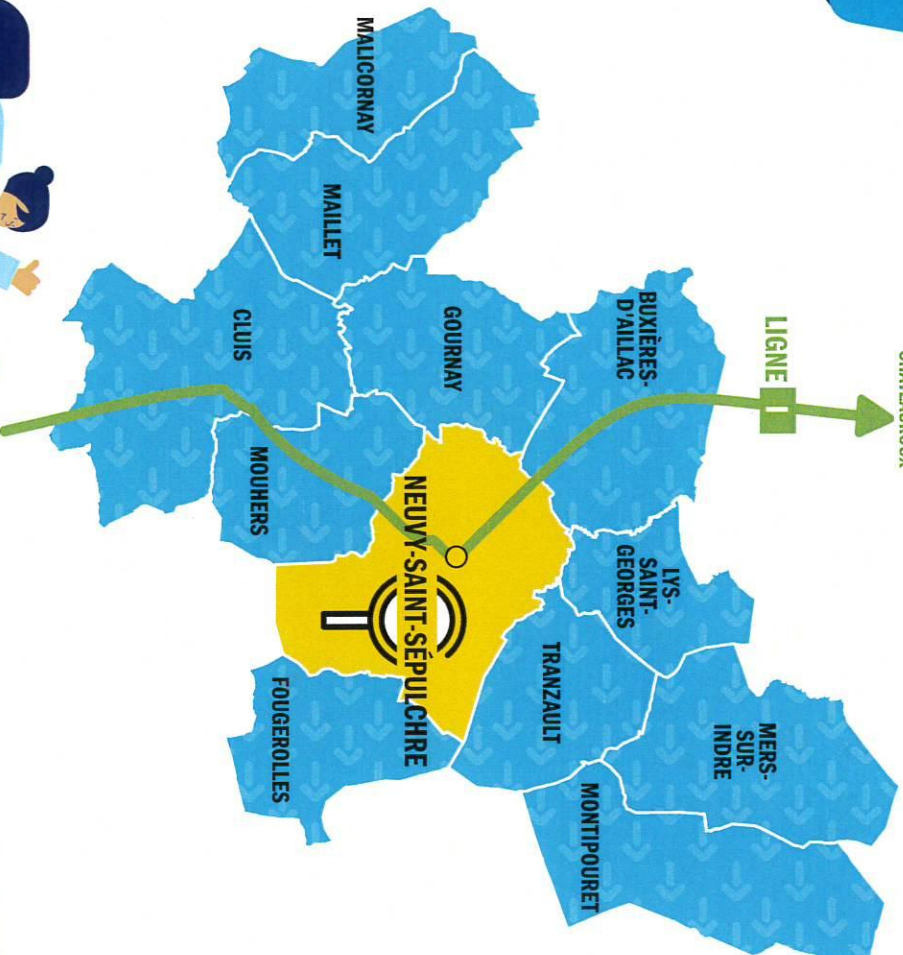 LIGNE I
MERS-
SUR-
INDRE
LYS-
SAINT-
GEORGES
BUXIÈRES-
D'AILLAC
MONTIPOURET
TRANZAULT
GOURNAY
NEUVY-SAINT-SÉPULCHRE
MALICORNAY
MAILLET
FOUGEROLLES
MOUHERS
CLUIS